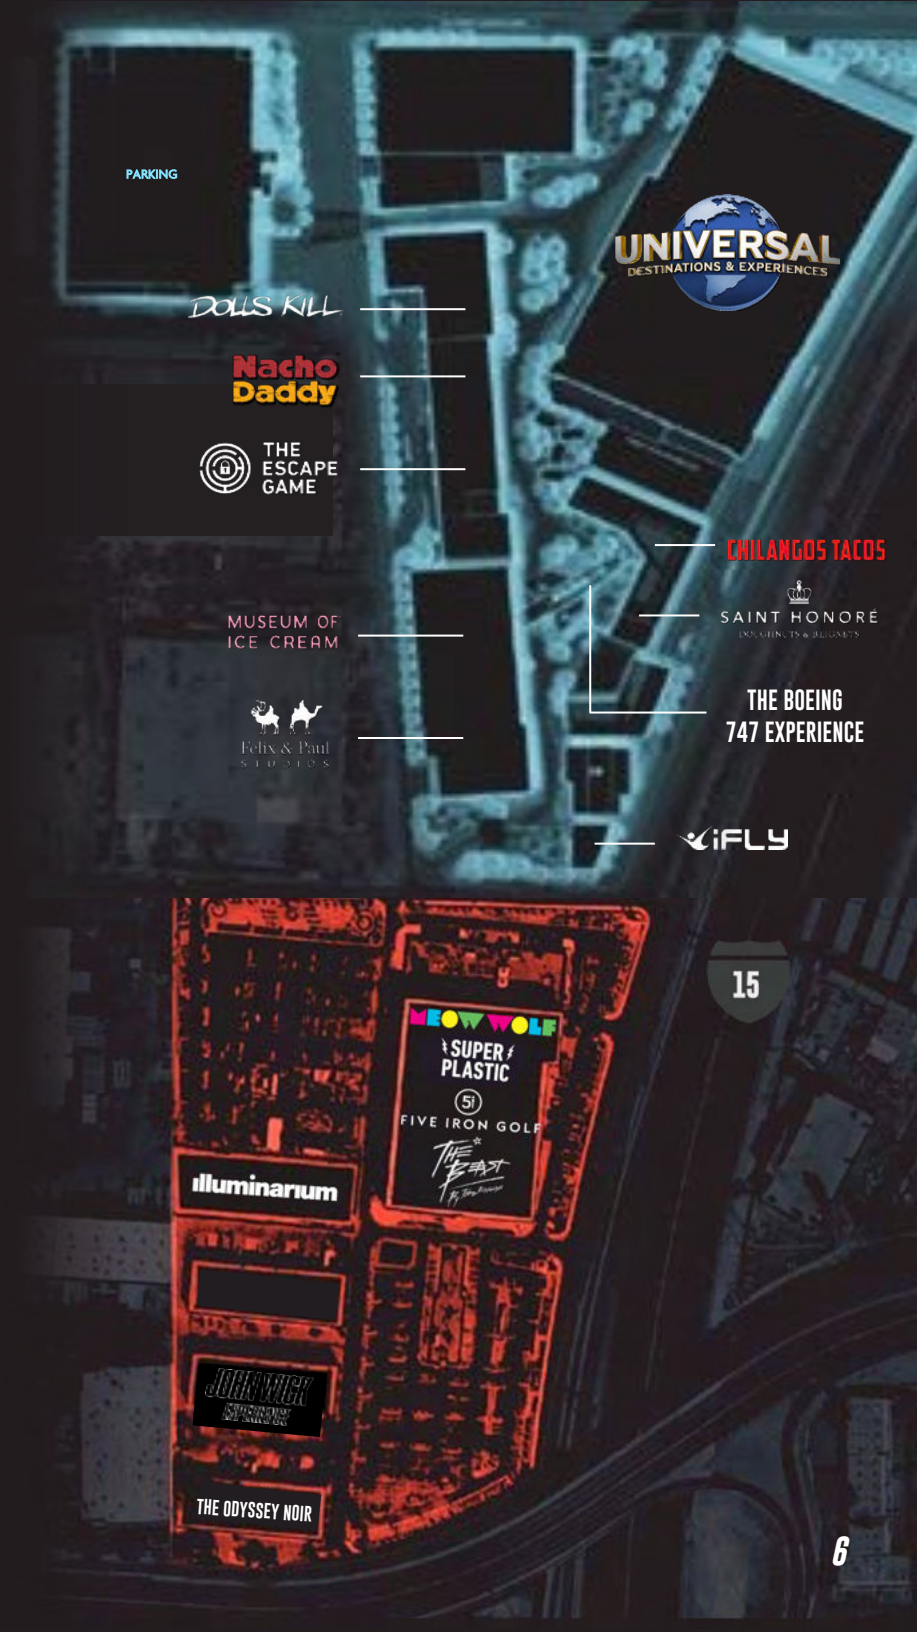 PARKING
UNIVERSAL
DESTINATIONS & EXPERIENCES
DOLLS KILL
Nacho
Daddy
THE
ESCAPE
GAME
CHILANGOS TACOS
SAINT HONORÉ
DOUGHNUTS & BEIGNETS
MUSEUM OF
ICE CREAM
THE BOEING
747 EXPERIENCE
Felix & Paul
STUDIOS
iFLY
15
MEOW WOLF
SUPER
PLASTIC
5i
FIVE IRON GOLF
THE
BEAST
illuminarium
JOHN WICK
EXPERIENCE
THE ODYSSEY NOIR
6